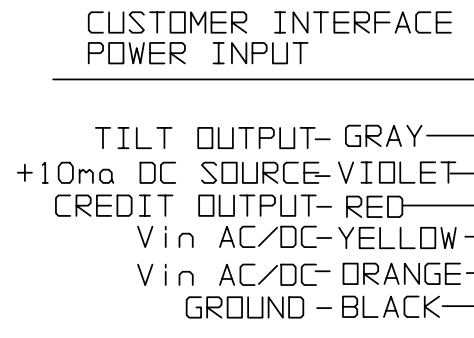 CUSTOMER INTERFACE
POWER INPUT
TILT OUTPUT- GRAY
+10ma DC SOURCE-VIOLET
CREDIT OUTPUT- RED
Vin AC/DC-YELLOW
Vin AC/DC- ORANGE
GROUND - BLACK